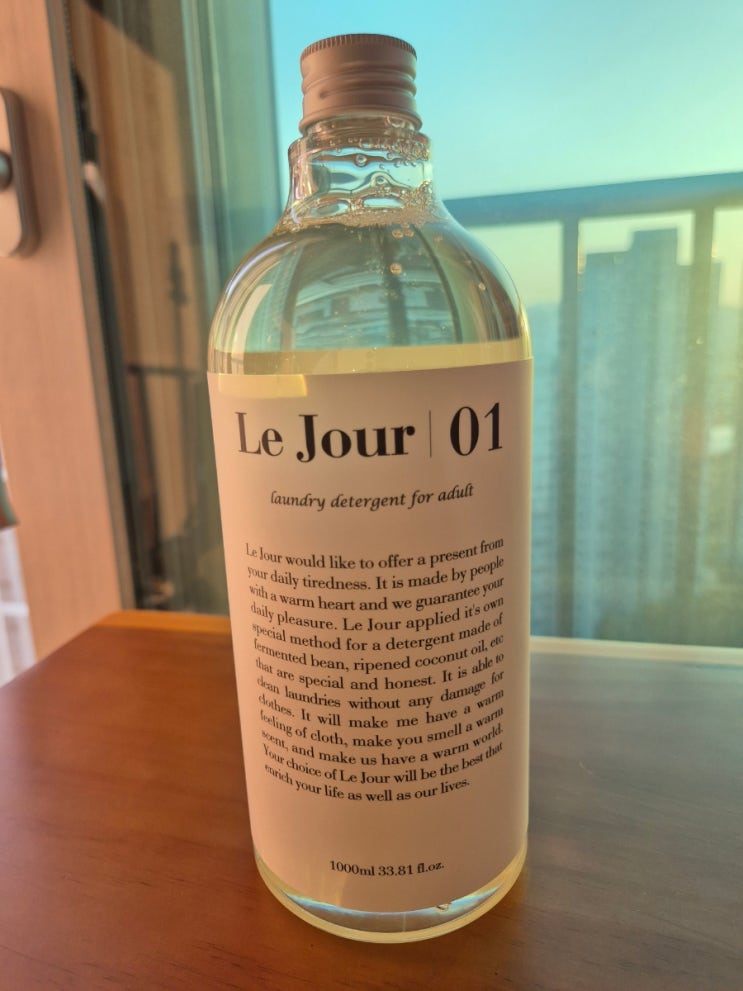 Le Jour | 01
laundry detergent for adult
Le Jour would like to offer a present from
your daily tiredness. It is made by people
with a warm heart and we guarantee your
daily pleasure. Le Jour applied it's own
special method for a detergent made of
fermented bean, ripened coconut oil, etc
that are special and honest. It is able to
clean laundries without any damage for
clothes. It will make me have a warm
feeling of cloth, make you smell a warm
scent, and make us have a warm world.
Your choice of Le Jour will be the best that
enrich your life as well as our lives.
1000ml 33.81 fl.oz.